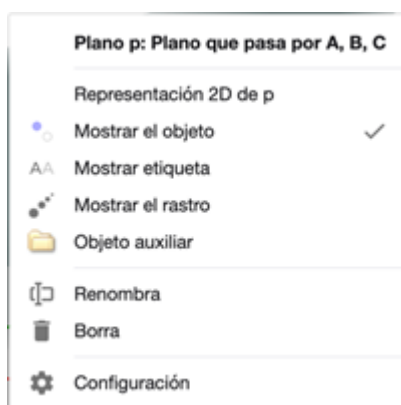 Plano p: Plano que pasa por A, B, C
Representación 2D de p
Mostrar el objeto
AA Mostrar etiqueta
Mostrar el rastro
Objeto auxiliar
Renombra
Borra
Configuración